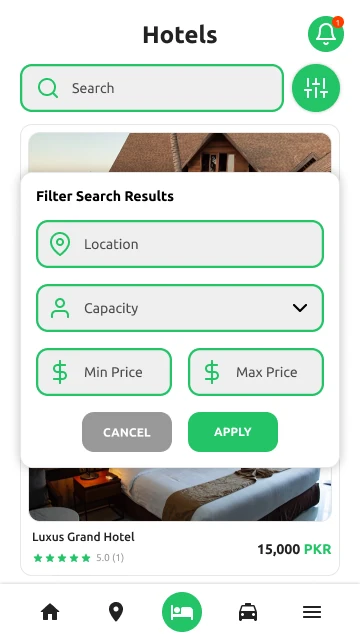 Hotels
1
Search
Filter Search Results
Location
Capacity
Min Price
Max Price
CANCEL
APPLY
Luxus Grand Hotel
5.0 (1)
15,000 PKR